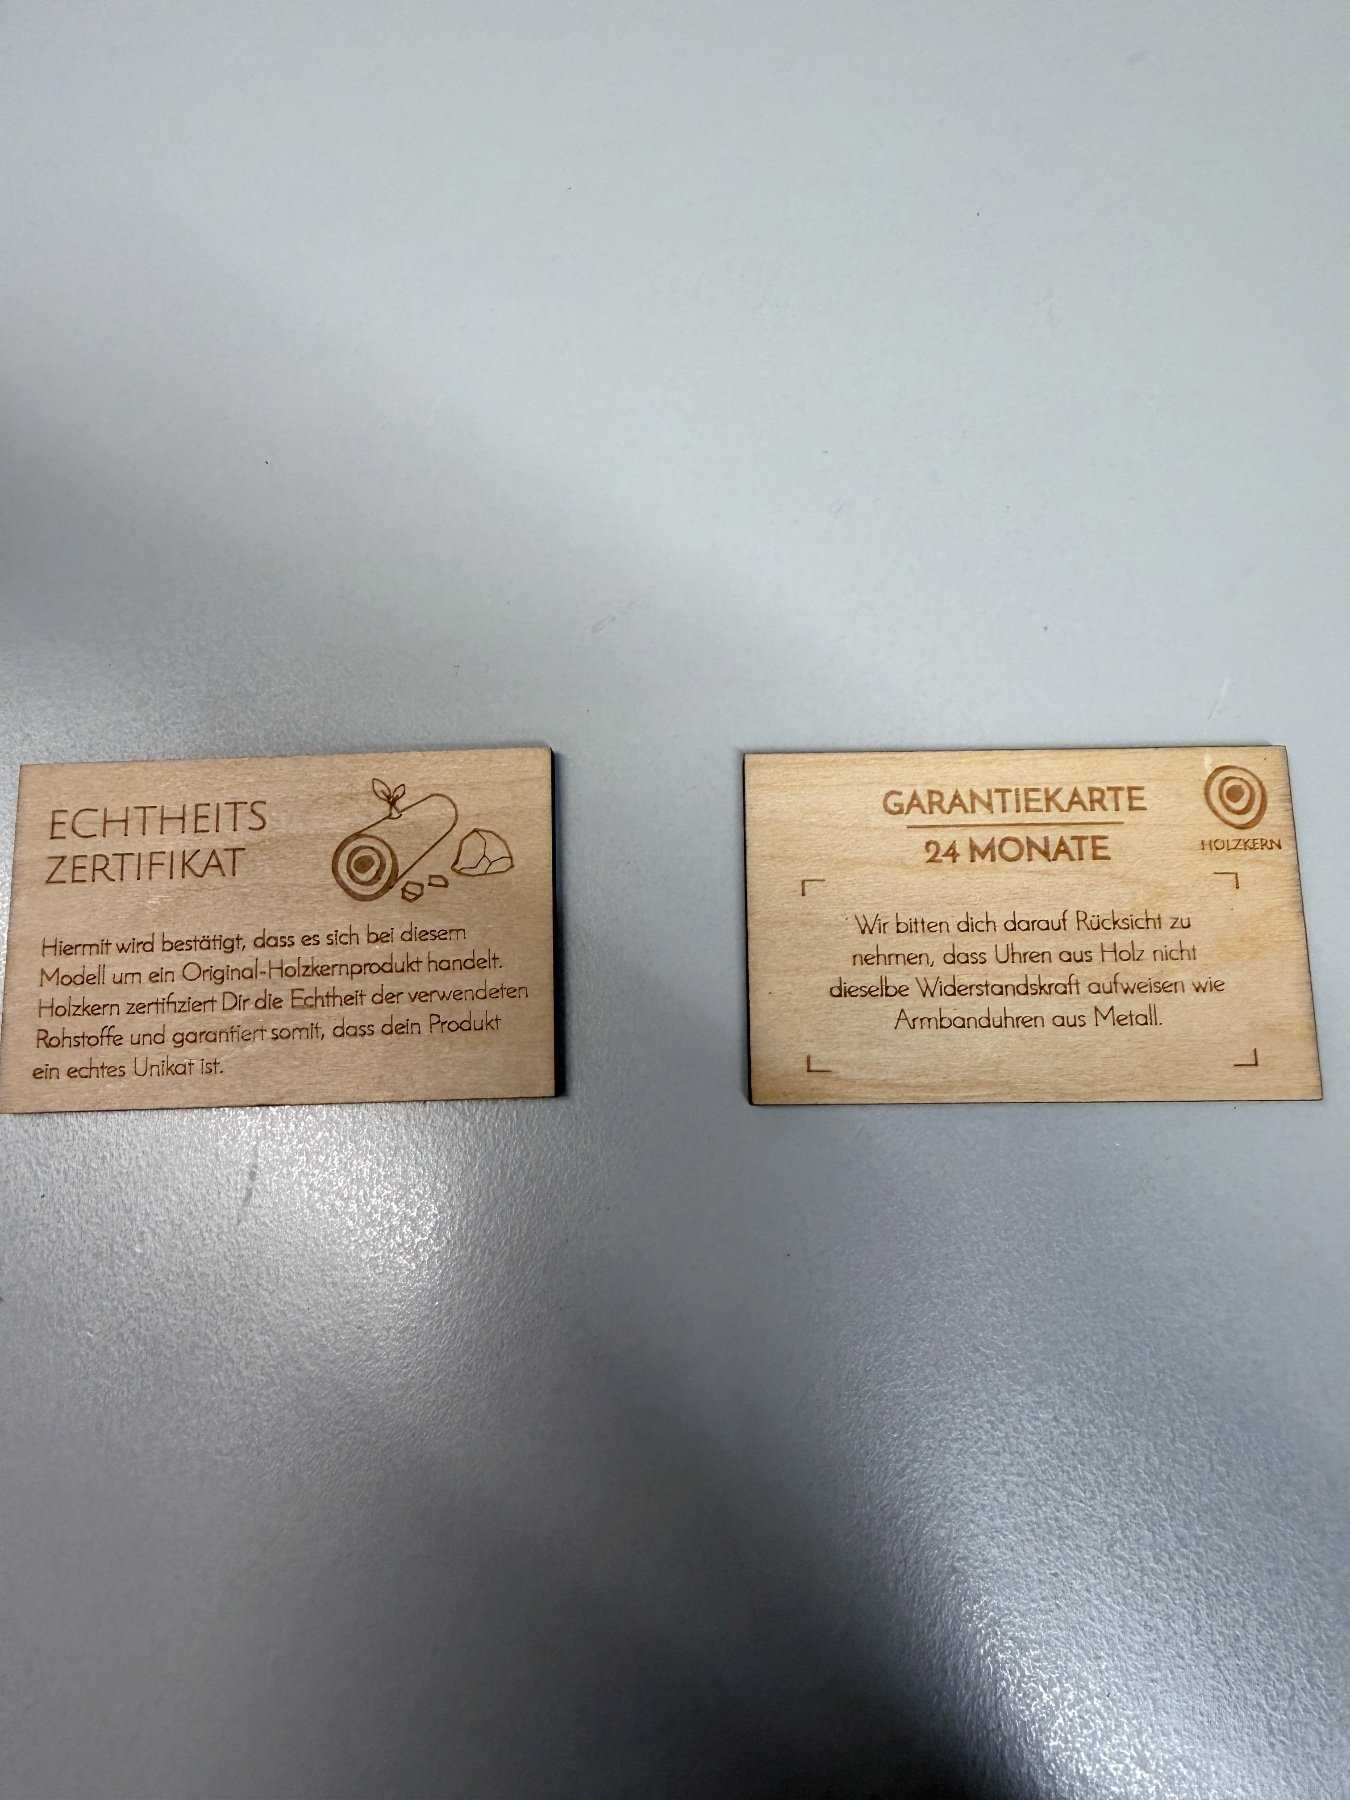 ECHTHEITS
ZERTIFIKAT
Hiermit wird bestätigt, dass es sich bei diesem
Modell um ein Original-Holzkernprodukt handelt.
Holzkern zertifiziert Dir die Echtheit der verwendeten
Rohstoffe und garantiert somit, dass dein Produkt
ein echtes Unikat ist.
GARANTIEKARTE
24 MONATE
HOLZKERN
Wir bitten dich darauf Rücksicht zu
nehmen, dass Uhren aus Holz nicht
dieselbe Widerstandskraft aufweisen wie
Armbanduhren aus Metall.